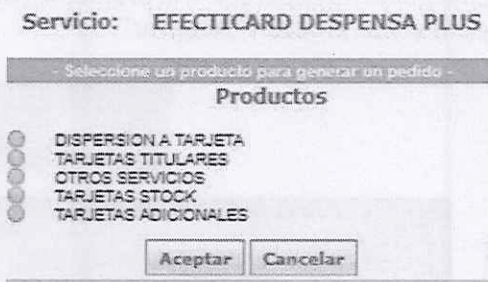 Servicio: EFECTICARD DESPENSA PLUS
- Seleccione un producto para generar un pedido -
Productos
DISPERSION A TARJETA
TARJETAS TITULARES
OTROS SERVICIOS
TARJETAS STOCK
TARJETAS ADICIONALES
Aceptar Cancelar